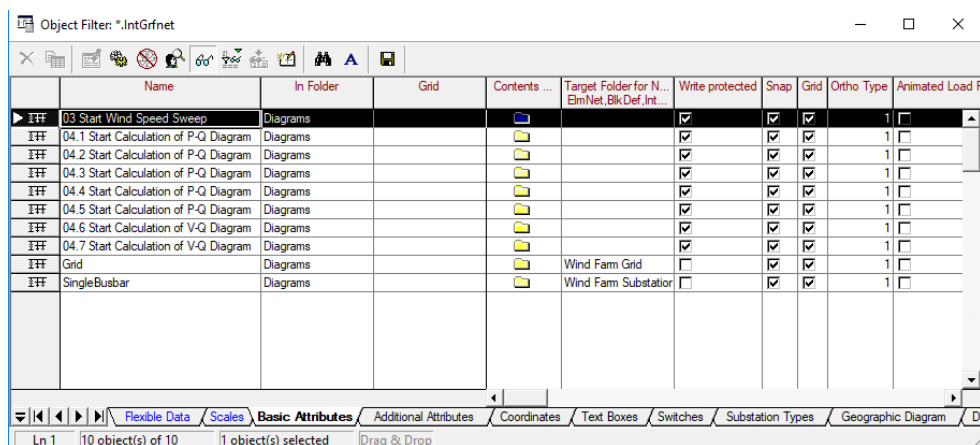 Object Filter: *.IntGrfnet
A
Name In Folder Grid Contents ... Target Folder for N... Write protected Snap Grid Ortho Type Animated Load F
ElmNet,BlkDef,Int...
03 Start Wind Speed Sweep Diagrams 1
04.1 Start Calculation of P-Q Diagram Diagrams 1
04.2 Start Calculation of P-Q Diagram Diagrams 1
04.3 Start Calculation of P-Q Diagram Diagrams 1
04.4 Start Calculation of P-Q Diagram Diagrams 1
04.5 Start Calculation of P-Q Diagram Diagrams 1
04.6 Start Calculation of V-Q Diagram Diagrams 1
04.7 Start Calculation of V-Q Diagram Diagrams 1
Grid Diagrams Wind Farm Grid 1
SingleBusbar Diagrams Wind Farm Substation 1
Flexible Data Scales Basic Attributes Additional Attributes Coordinates Text Boxes Switches Substation Types Geographic Diagram D
Ln 1 10 object(s) of 10 1 object(s) selected Drag & Drop